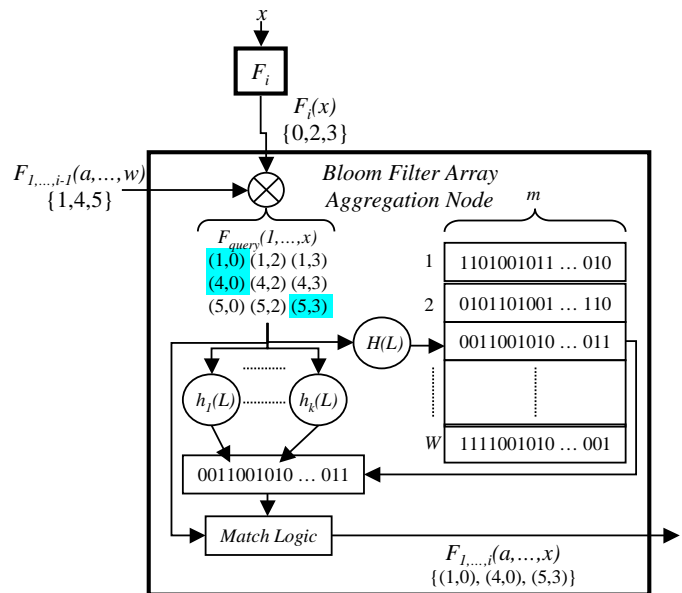 x
F_i
F_i(x)
{0,2,3}
F_{1,...,i-1}(a,...,w)
{1,4,5}
Bloom Filter Array
Aggregation Node
m
F_{query}(1,...,x)
(1,0) (1,2) (1,3)
(4,0) (4,2) (4,3)
(5,0) (5,2) (5,3)
1 1101001011 ... 010
2 0101101001 ... 110
H(L) 0011001010 ... 011
h_1(L) ............ h_k(L)
W 1111001010 ... 001
0011001010 ... 011
Match Logic
F_{1,...,i}(a,...,x)
{(1,0), (4,0), (5,3)}